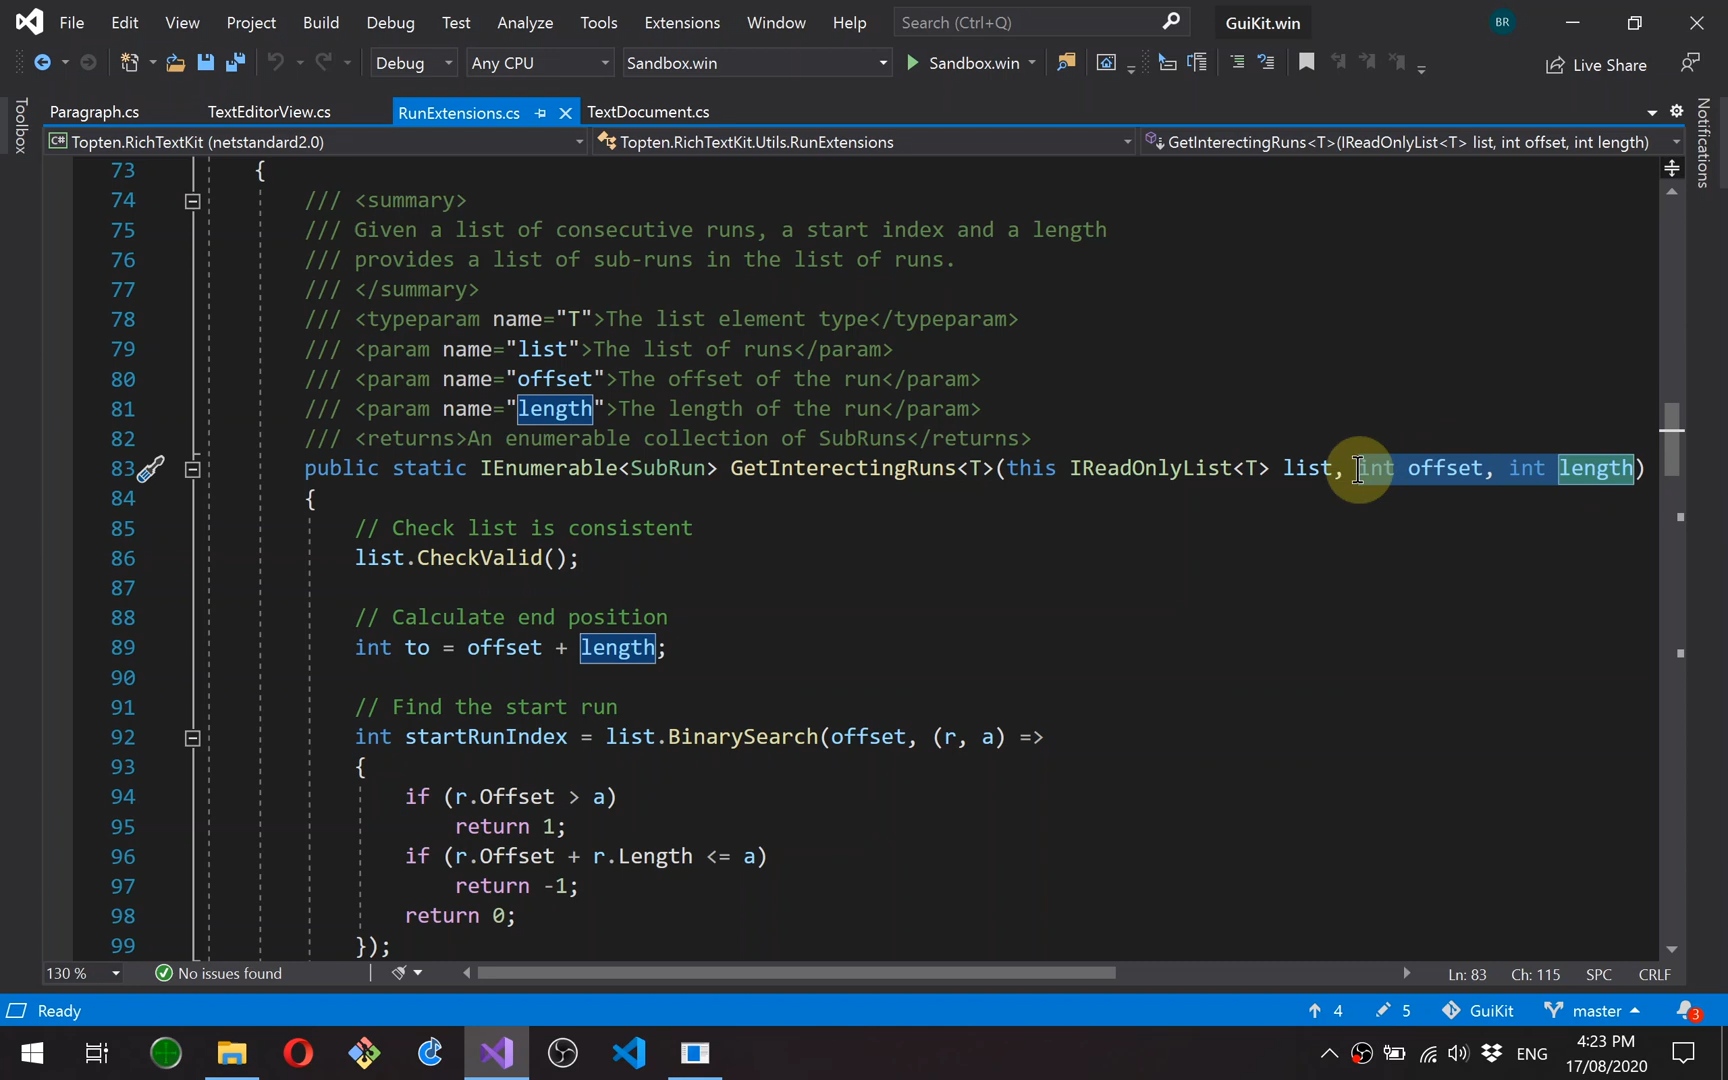 File Edit View Project Build Debug Test Analyze Tools Extensions Window Help Search (Ctrl+Q) GuiKit.win BR
Debug Any CPU Sandbox.win Sandbox.win Live Share
Toolbox
Paragraph.cs TextEditorView.cs RunExtensions.cs TextDocument.cs
Notifications
C# Topten.RichTextKit (netstandard2.0) Topten.RichTextKit.Utils.RunExtensions GetInterectingRuns<T>(IReadOnlyList<T> list, int offset, int length)
73 {
74 /// <summary>
75 /// Given a list of consecutive runs, a start index and a length
76 /// provides a list of sub-runs in the list of runs.
77 /// </summary>
78 /// <typeparam name="T">The list element type</typeparam>
79 /// <param name="list">The list of runs</param>
80 /// <param name="offset">The offset of the run</param>
81 /// <param name="length">The length of the run</param>
82 /// <returns>An enumerable collection of SubRuns</returns>
83 public static IEnumerable<SubRun> GetInterectingRuns<T>(this IReadOnlyList<T> list, int offset, int length)
84 {
85 // Check list is consistent
86 list.CheckValid();
87
88 // Calculate end position
89 int to = offset + length;
90
91 // Find the start run
92 int startRunIndex = list.BinarySearch(offset, (r, a) =>
93 {
94 if (r.Offset > a)
95 return 1;
96 if (r.Offset + r.Length <= a)
97 return -1;
98 return 0;
99 });
130 % No issues found Ln: 83 Ch: 115 SPC CRLF
Ready 4 5 GuiKit master 3
ENG 4:23 PM
17/08/2020